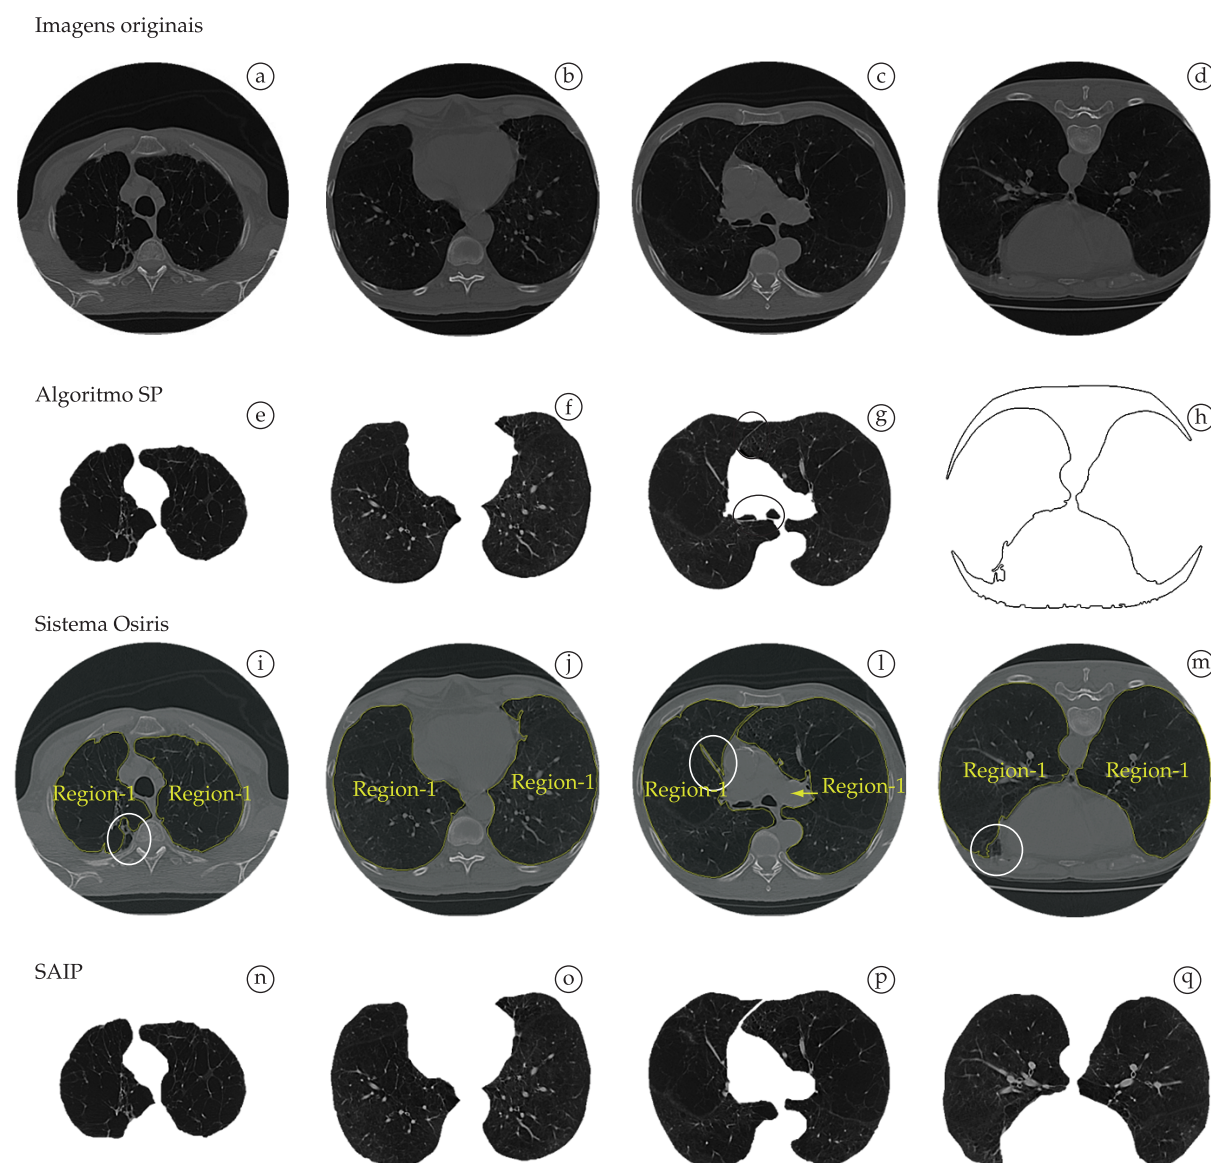 Imagens originais
a b c d
Algoritmo SP
e f g h
Sistema Osiris
i j l m
Region-1 Region-1 Region-1 Region-1 Region-1 Region-1 Region-1 Region-1
SAIP
n o p q